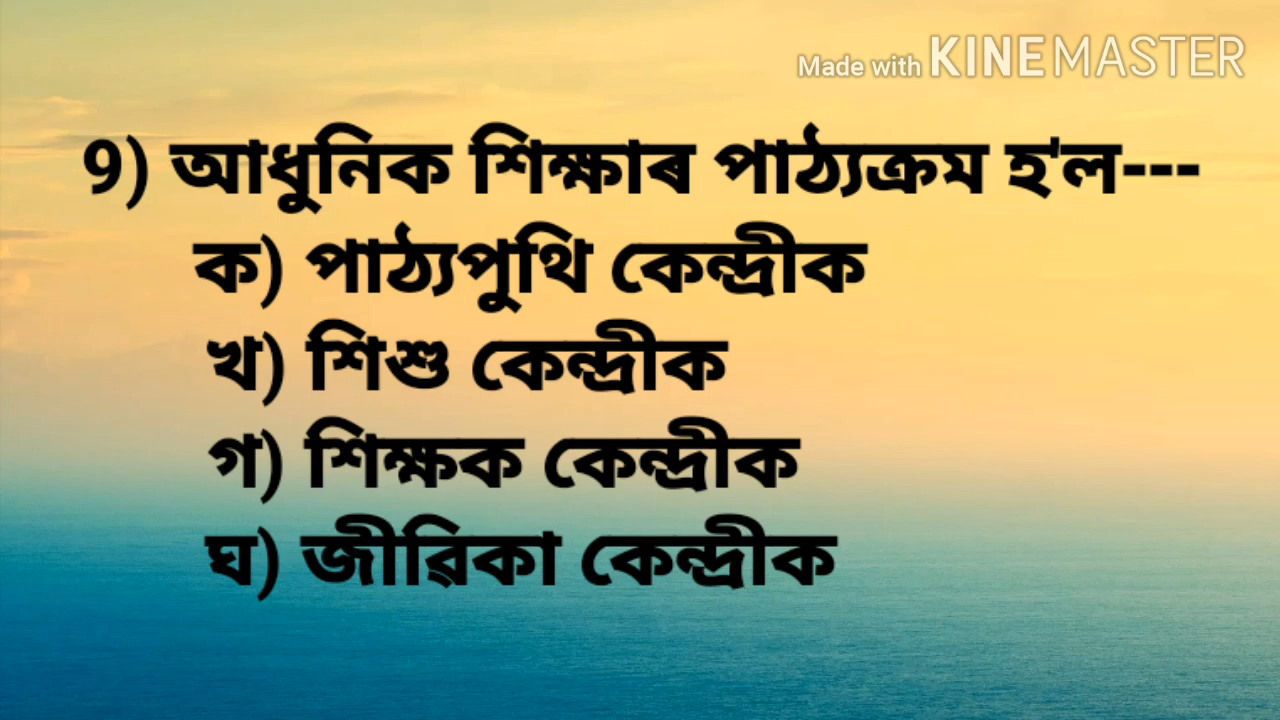 Made with KINEMASTER
9) আধুনিক শিক্ষাৰ পাঠ্যক্ৰম হ'ল---
ক) পাঠ্যপুথি কেন্দ্ৰীক
খ) শিশু কেন্দ্ৰীক
গ) শিক্ষক কেন্দ্ৰীক
ঘ) জীৱিকা কেন্দ্ৰীক